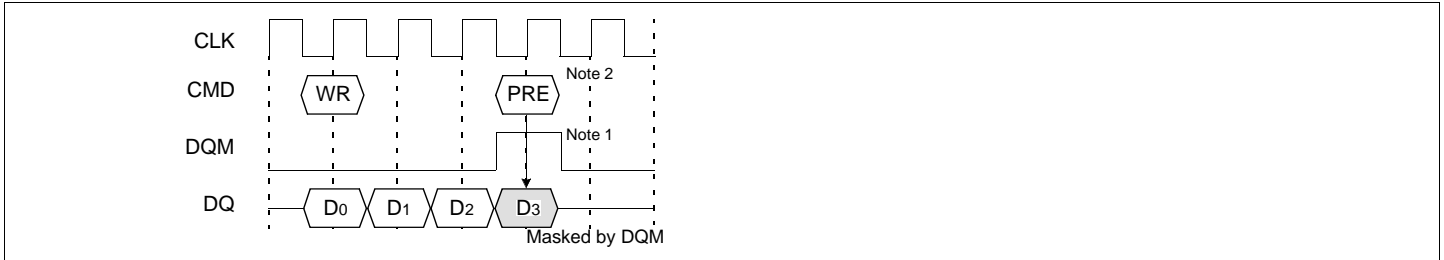 CLK
Note 2
CMD WR PRE
Note 1
DQM
DQ D0 D1 D2 D3
Masked by DQM